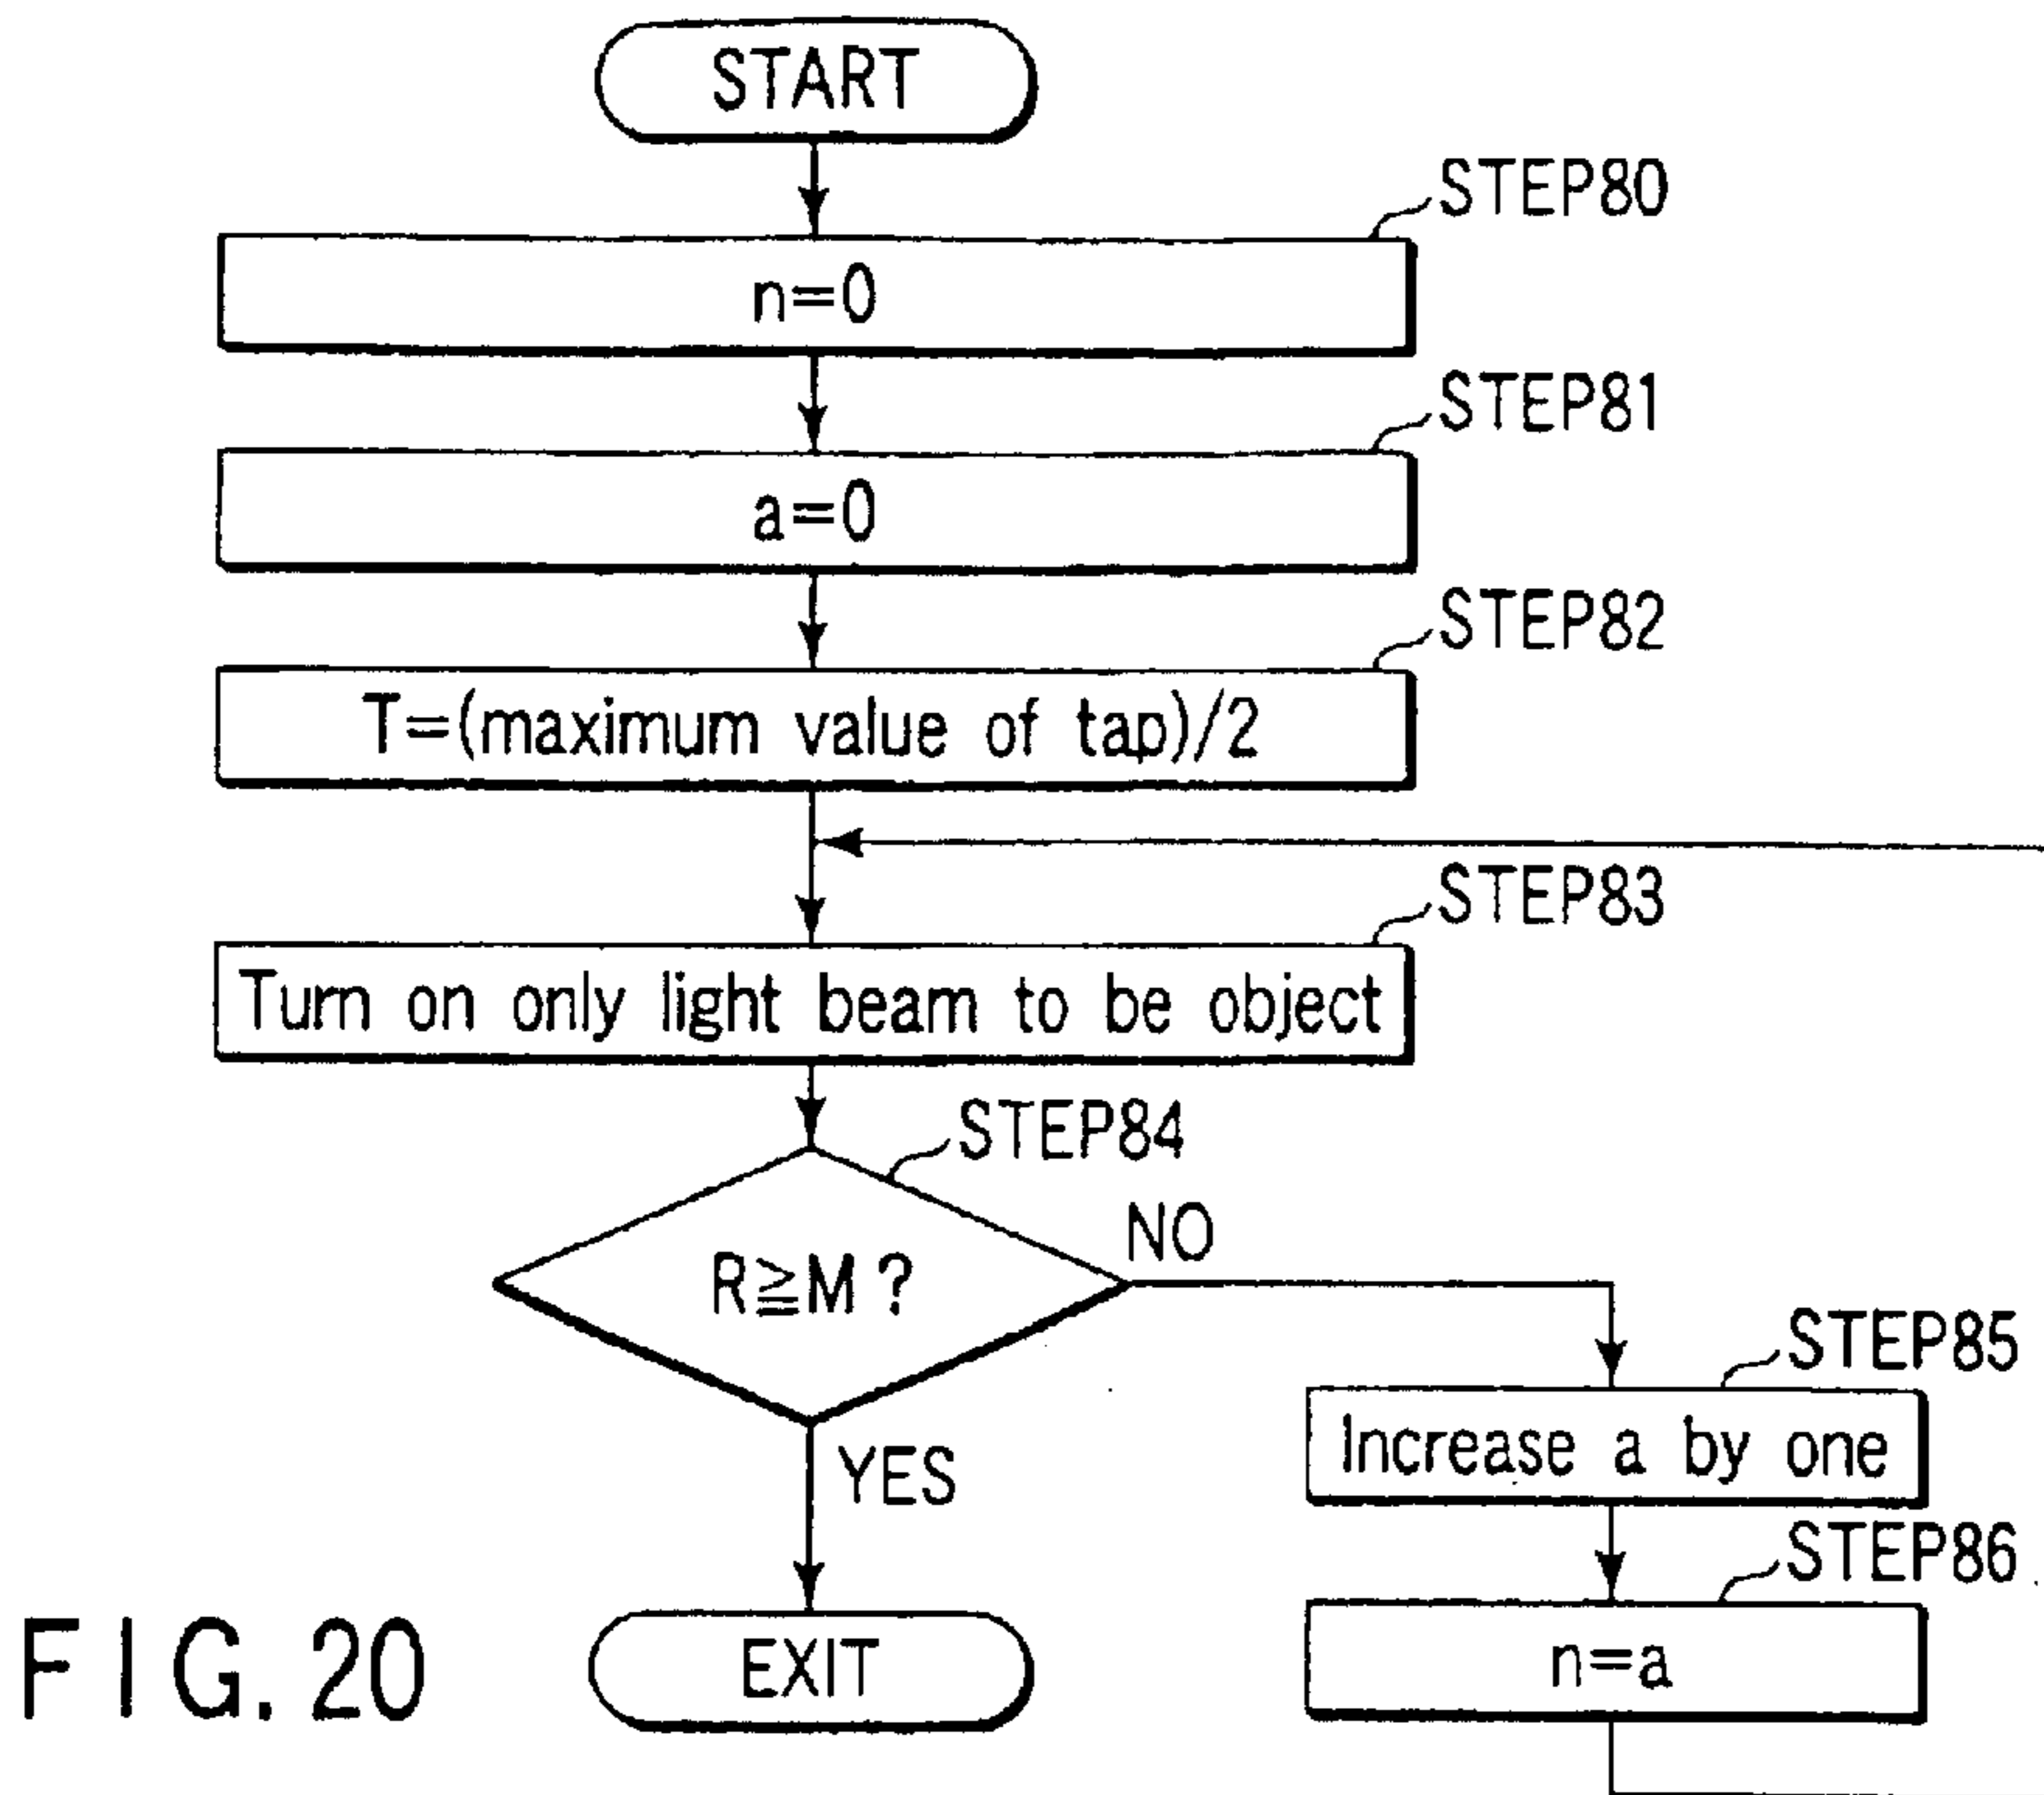 START
STEP80
n=0
STEP81
a=0
STEP82
T=(maximum value of tap)/2
STEP83
Turn on only light beam to be object
STEP84
R≧M?
NO
YES
STEP85
Increase a by one
STEP86
n=a
EXIT
FIG. 20